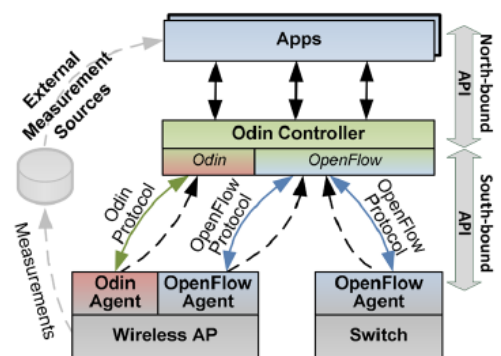 Apps
External
Measurement
Sources
North-bound
API
Odin Controller
Odin
OpenFlow
Odin
Protocol
OpenFlow
Protocol
OpenFlow
Protocol
South-bound
API
Measurements
Odin
Agent
OpenFlow
Agent
OpenFlow
Agent
Wireless AP
Switch